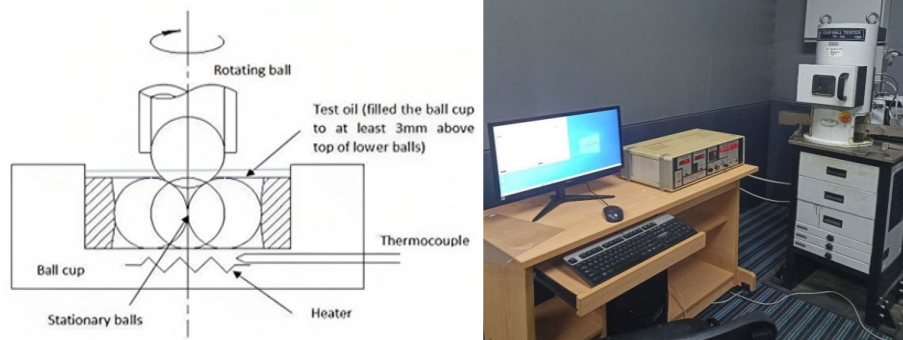 Rotating ball
Test oil (filled the ball cup
to at least 3mm above
top of lower balls)
Thermocouple
Ball cup
Heater
Stationary balls